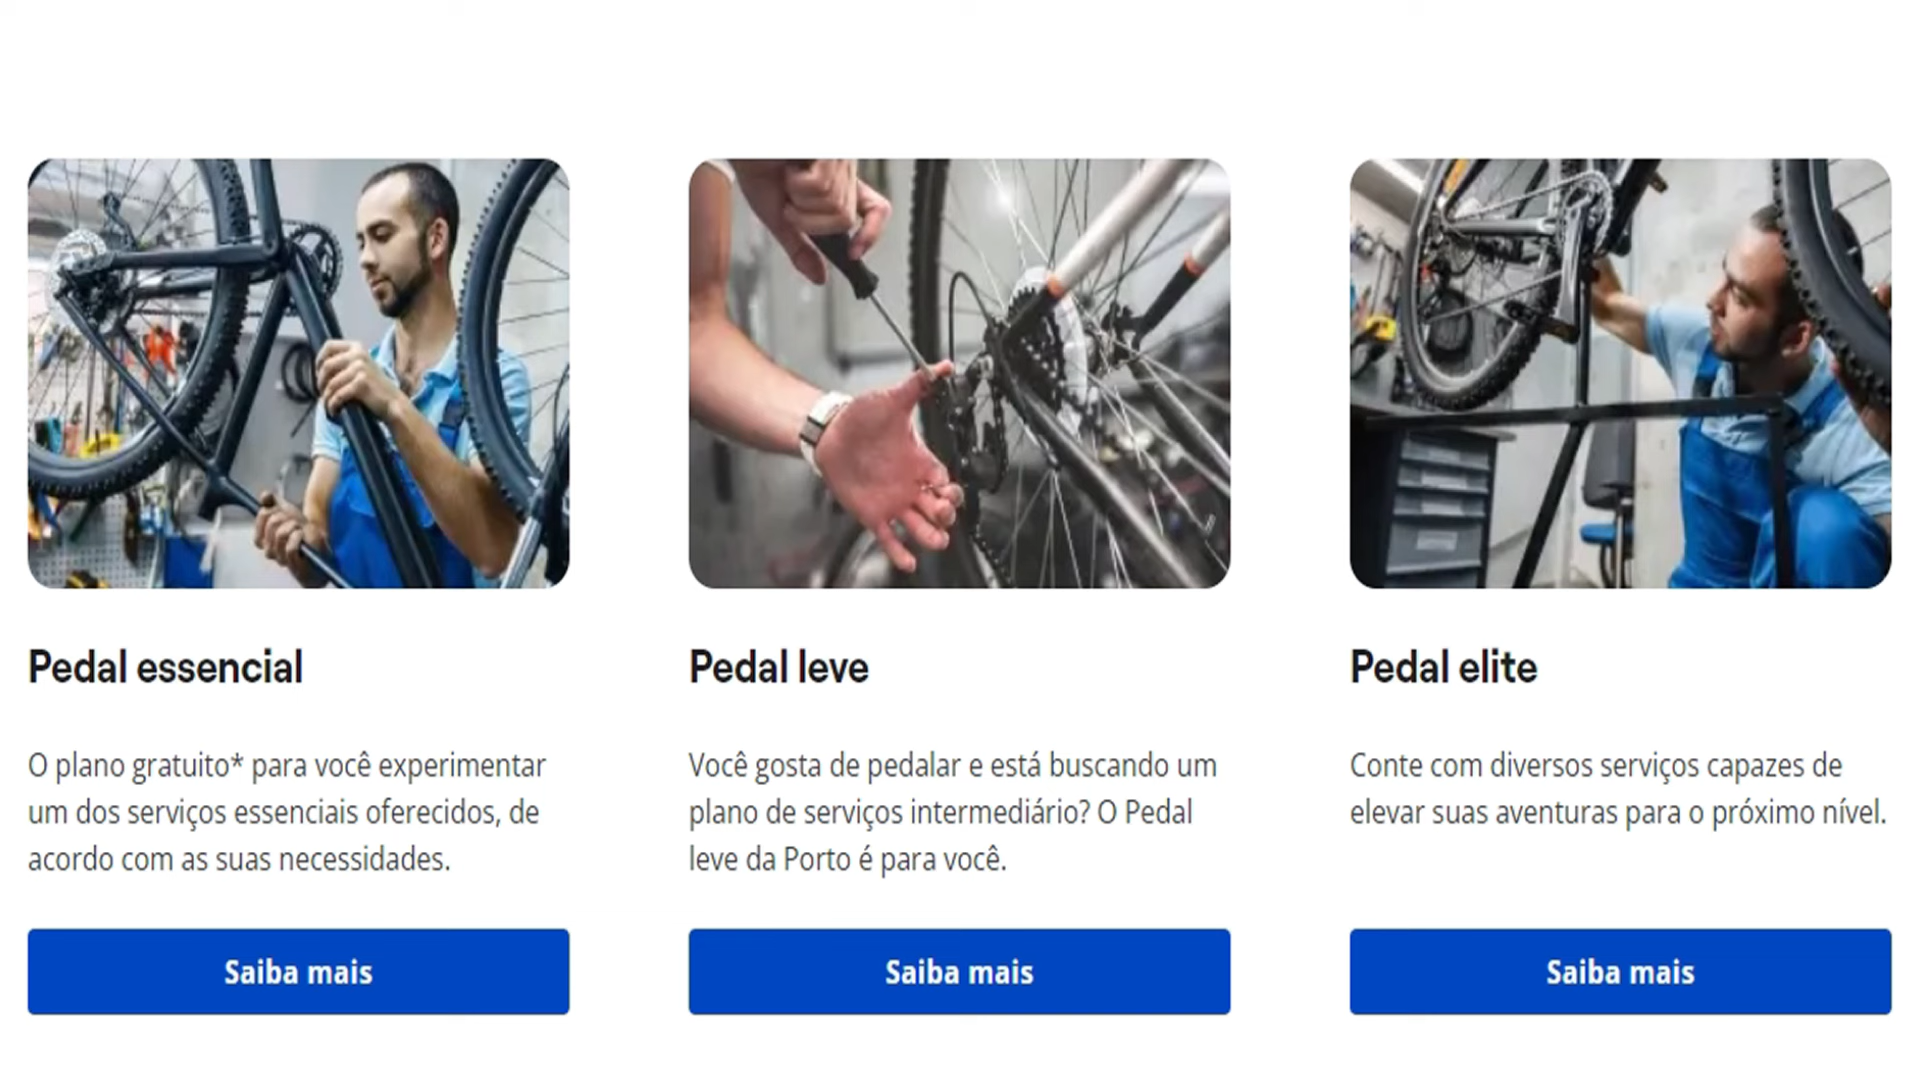 Pedal essencial
O plano gratuito* para você experimentar
um dos serviços essenciais oferecidos, de
acordo com as suas necessidades.
Saiba mais
Pedal leve
Você gosta de pedalar e está buscando um
plano de serviços intermediário? O Pedal
leve da Porto é para você.
Saiba mais
Pedal elite
Conte com diversos serviços capazes de
elevar suas aventuras para o próximo nível.
Saiba mais